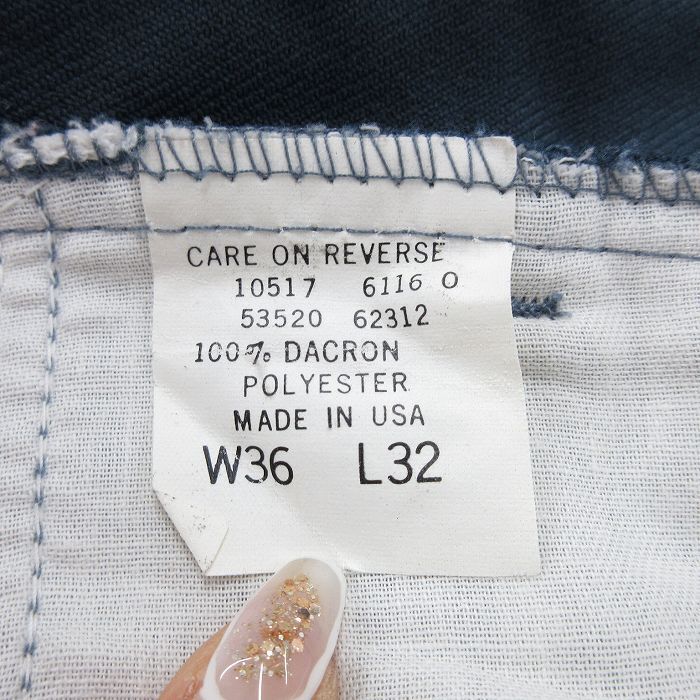 CARE ON REVERSE
10517 6116 O
53520 62312
100% DACRON
POLYESTER
MADE IN USA
W36 L32